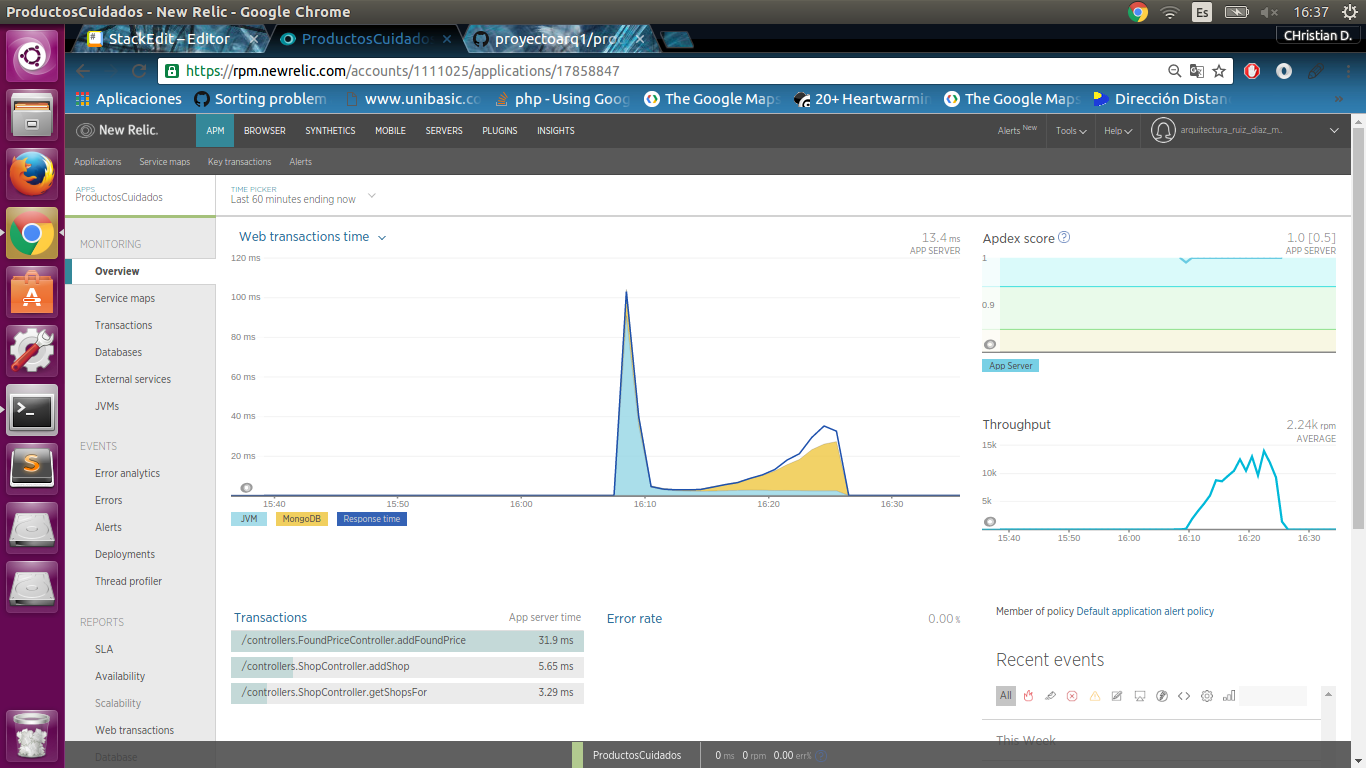 ProductosCuidados - New Relic - Google Chrome
Es
16:37
StackEdit – Editor
ProductosCuidado
proyectoarq1/pro
Christian D.
https://rpm.newrelic.com/accounts/1111025/applications/17858847
Aplicaciones
Sorting problem
www.unibasic.co
php - Using Goog
The Google Maps
20+ Heartwarmin
The Google Maps
Dirección Distan
New Relic.
APM
BROWSER
SYNTHETICS
MOBILE
SERVERS
PLUGINS
INSIGHTS
Alerts New
Tools
Help
arquitectura_ruiz_diaz_m..
Applications
Service maps
Key transactions
Alerts
APPS
ProductosCuidados
TIME PICKER
Last 60 minutes ending now
MONITORING
Overview
Service maps
Transactions
Databases
External services
JVMs
EVENTS
Error analytics
Errors
Alerts
Deployments
Thread profiler
REPORTS
SLA
Availability
Scalability
Web transactions
Database
Web transactions time
13.4 ms
APP SERVER
120 ms
100 ms
80 ms
60 ms
40 ms
20 ms
15:40
15:50
16:00
16:10
16:20
16:30
JVM
MongoDB
Response time
Apdex score ?
1.0 [0.5]
APP SERVER
1
0.9
App Server
Throughput
2.24k rpm
AVERAGE
15k
10k
5k
15:40
15:50
16:00
16:10
16:20
16:30
Transactions
App server time
/controllers.FoundPriceController.addFoundPrice
31.9 ms
/controllers.ShopController.addShop
5.65 ms
/controllers.ShopController.getShopsFor
3.29 ms
Error rate
0.00 %
Member of policy Default application alert policy
Recent events
All
This Week
ProductosCuidados
0 ms
0 rpm
0.00 err%